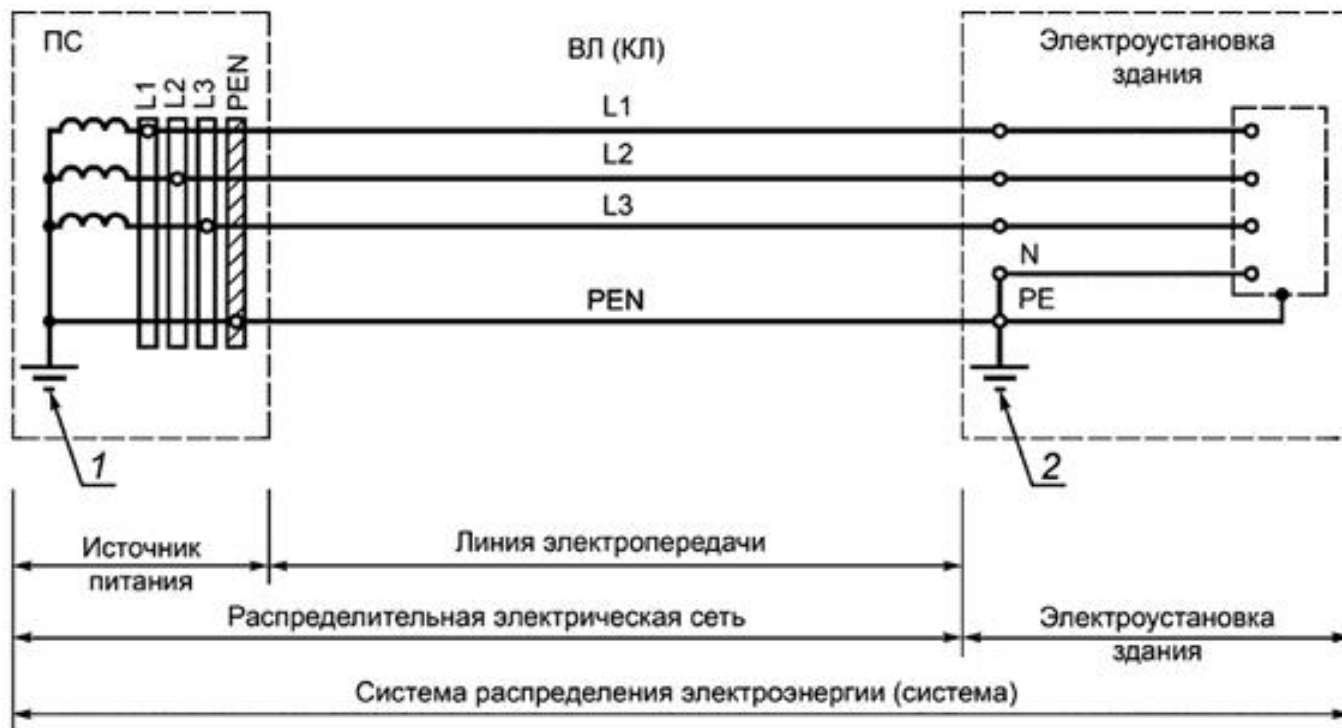 ПС
ВЛ (КЛ)
Электроустановка
здания
L1
L2
L3
PEN
L1
L2
L3
N
PE
PEN
1
2
Источник
питания
Линия электропередачи
Распределительная электрическая сеть
Электроустановка
здания
Система распределения электроэнергии (система)